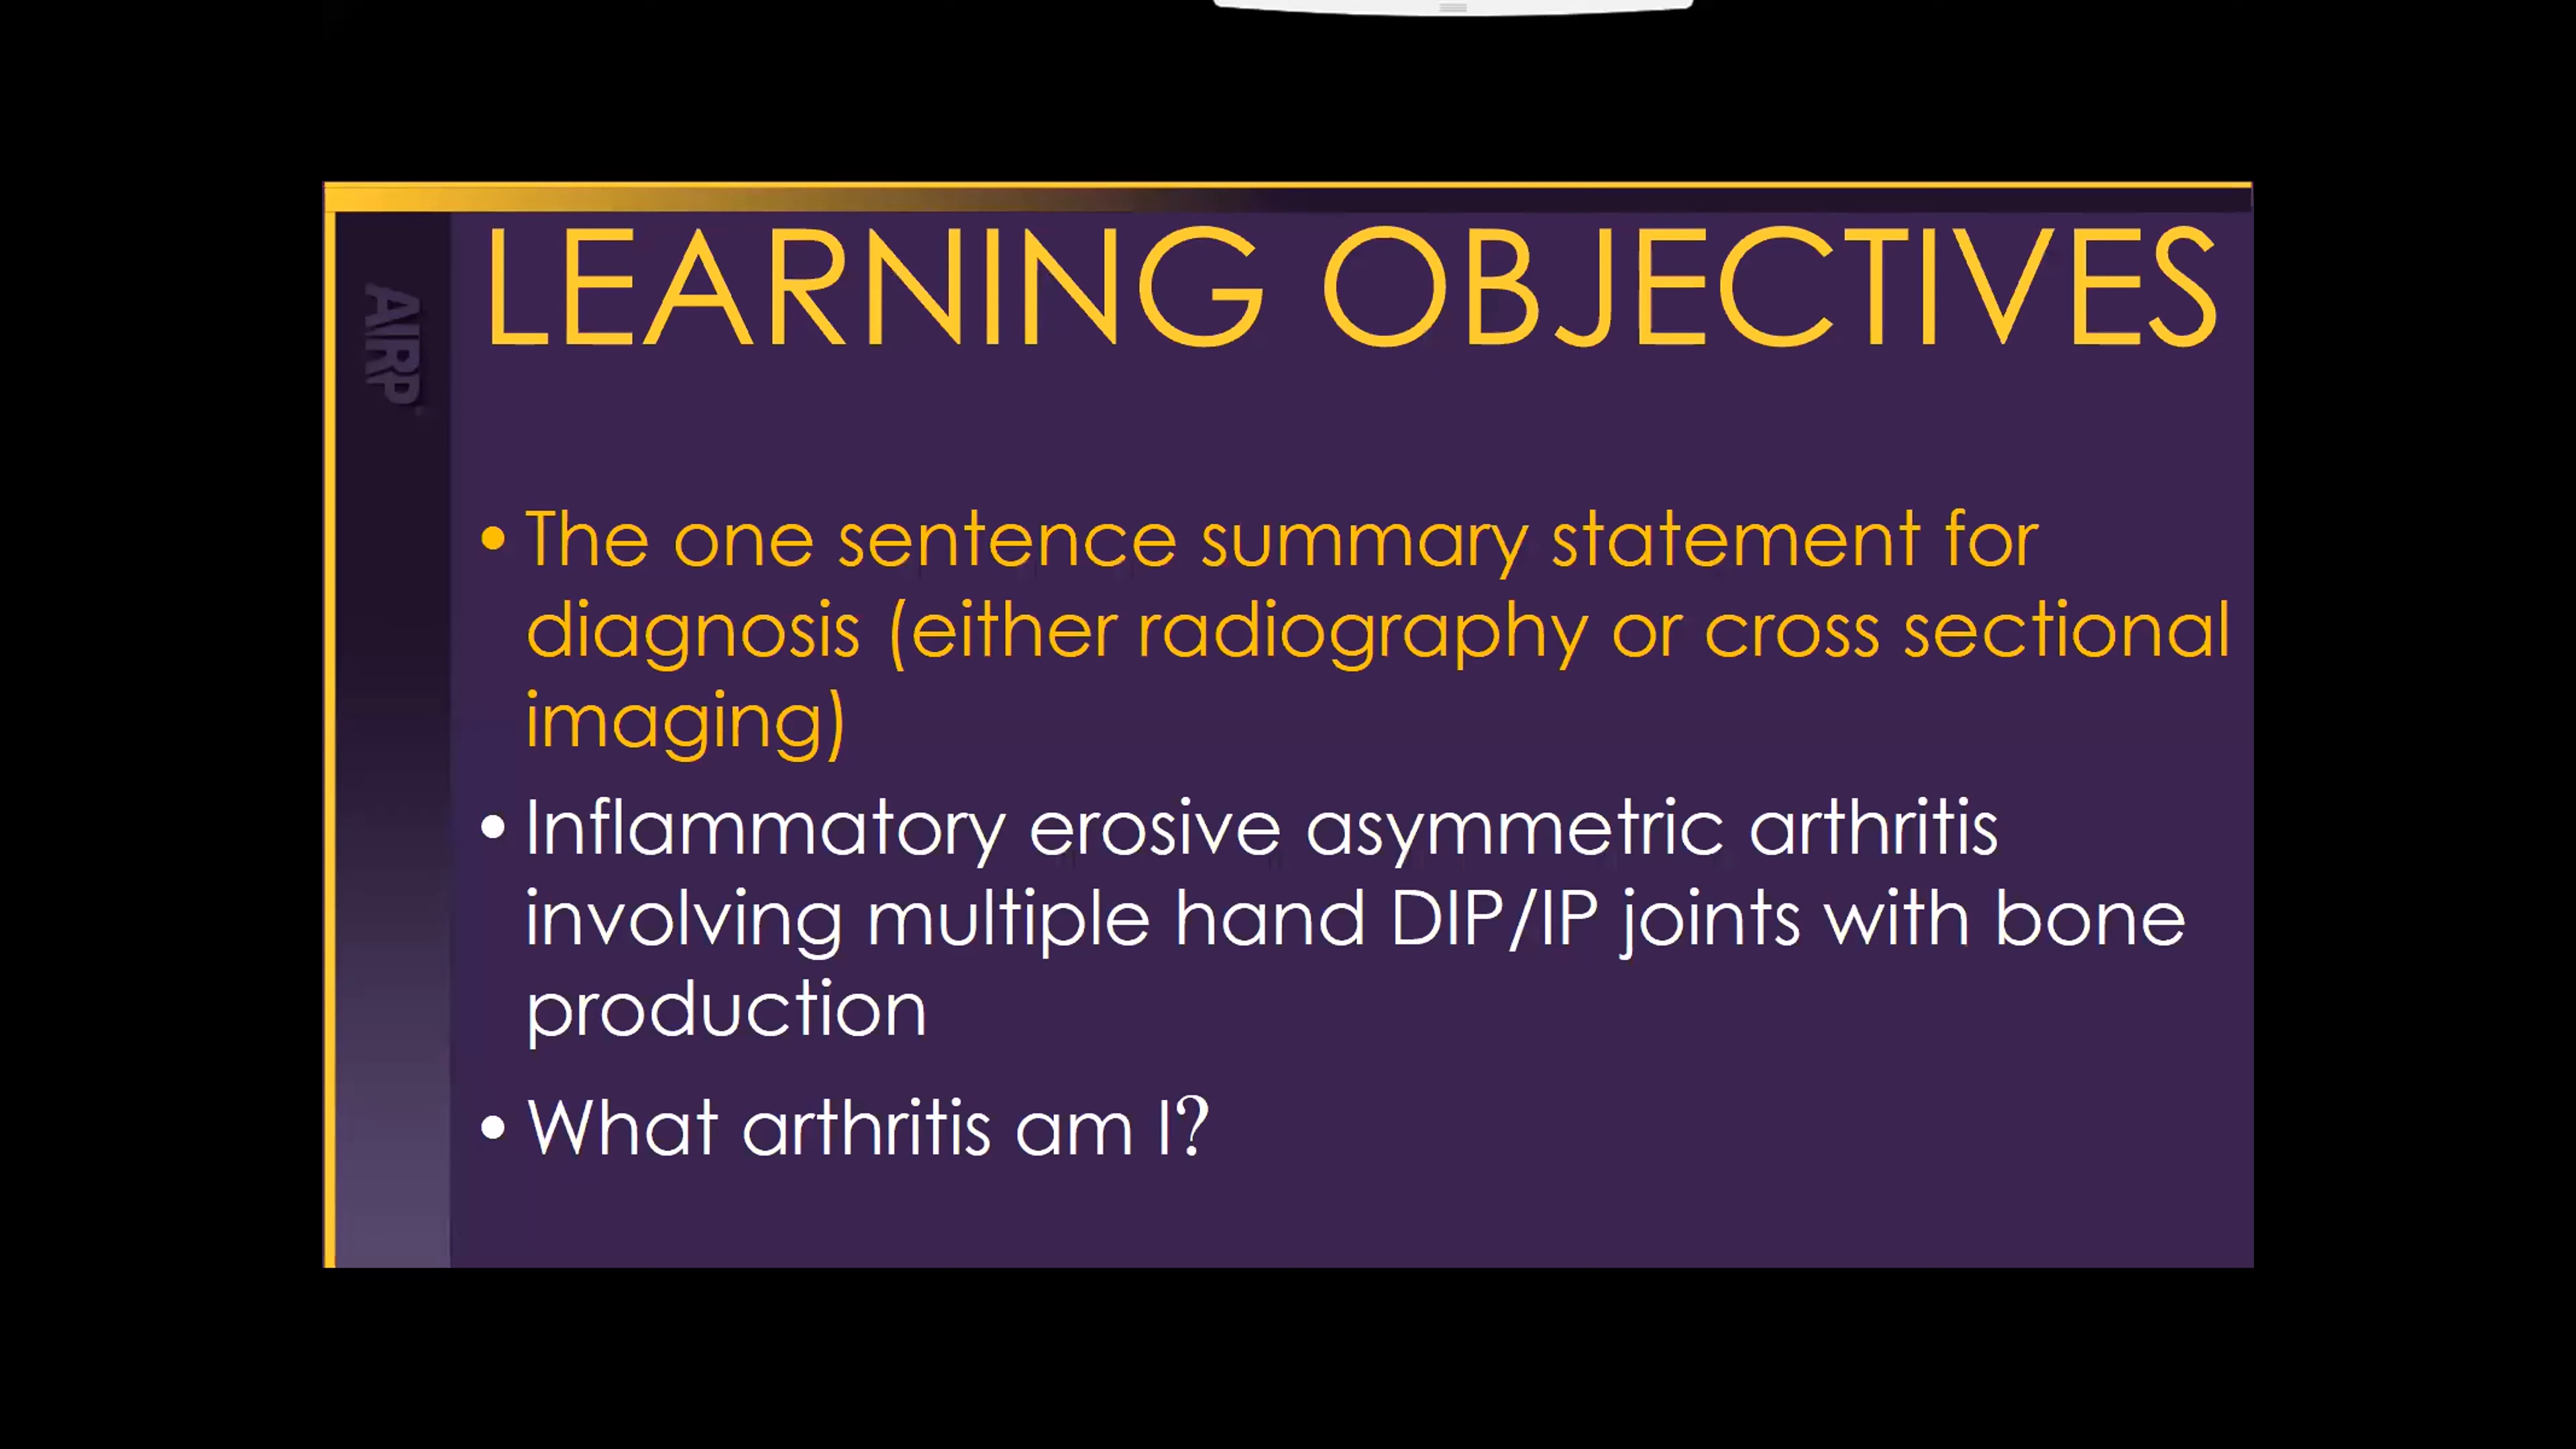 LEARNING OBJECTIVES
AIRP
• The one sentence summary statement for
diagnosis (either radiography or cross sectional
imaging)
• Inflammatory erosive asymmetric arthritis
involving multiple hand DIP/IP joints with bone
production
• What arthritis am I?